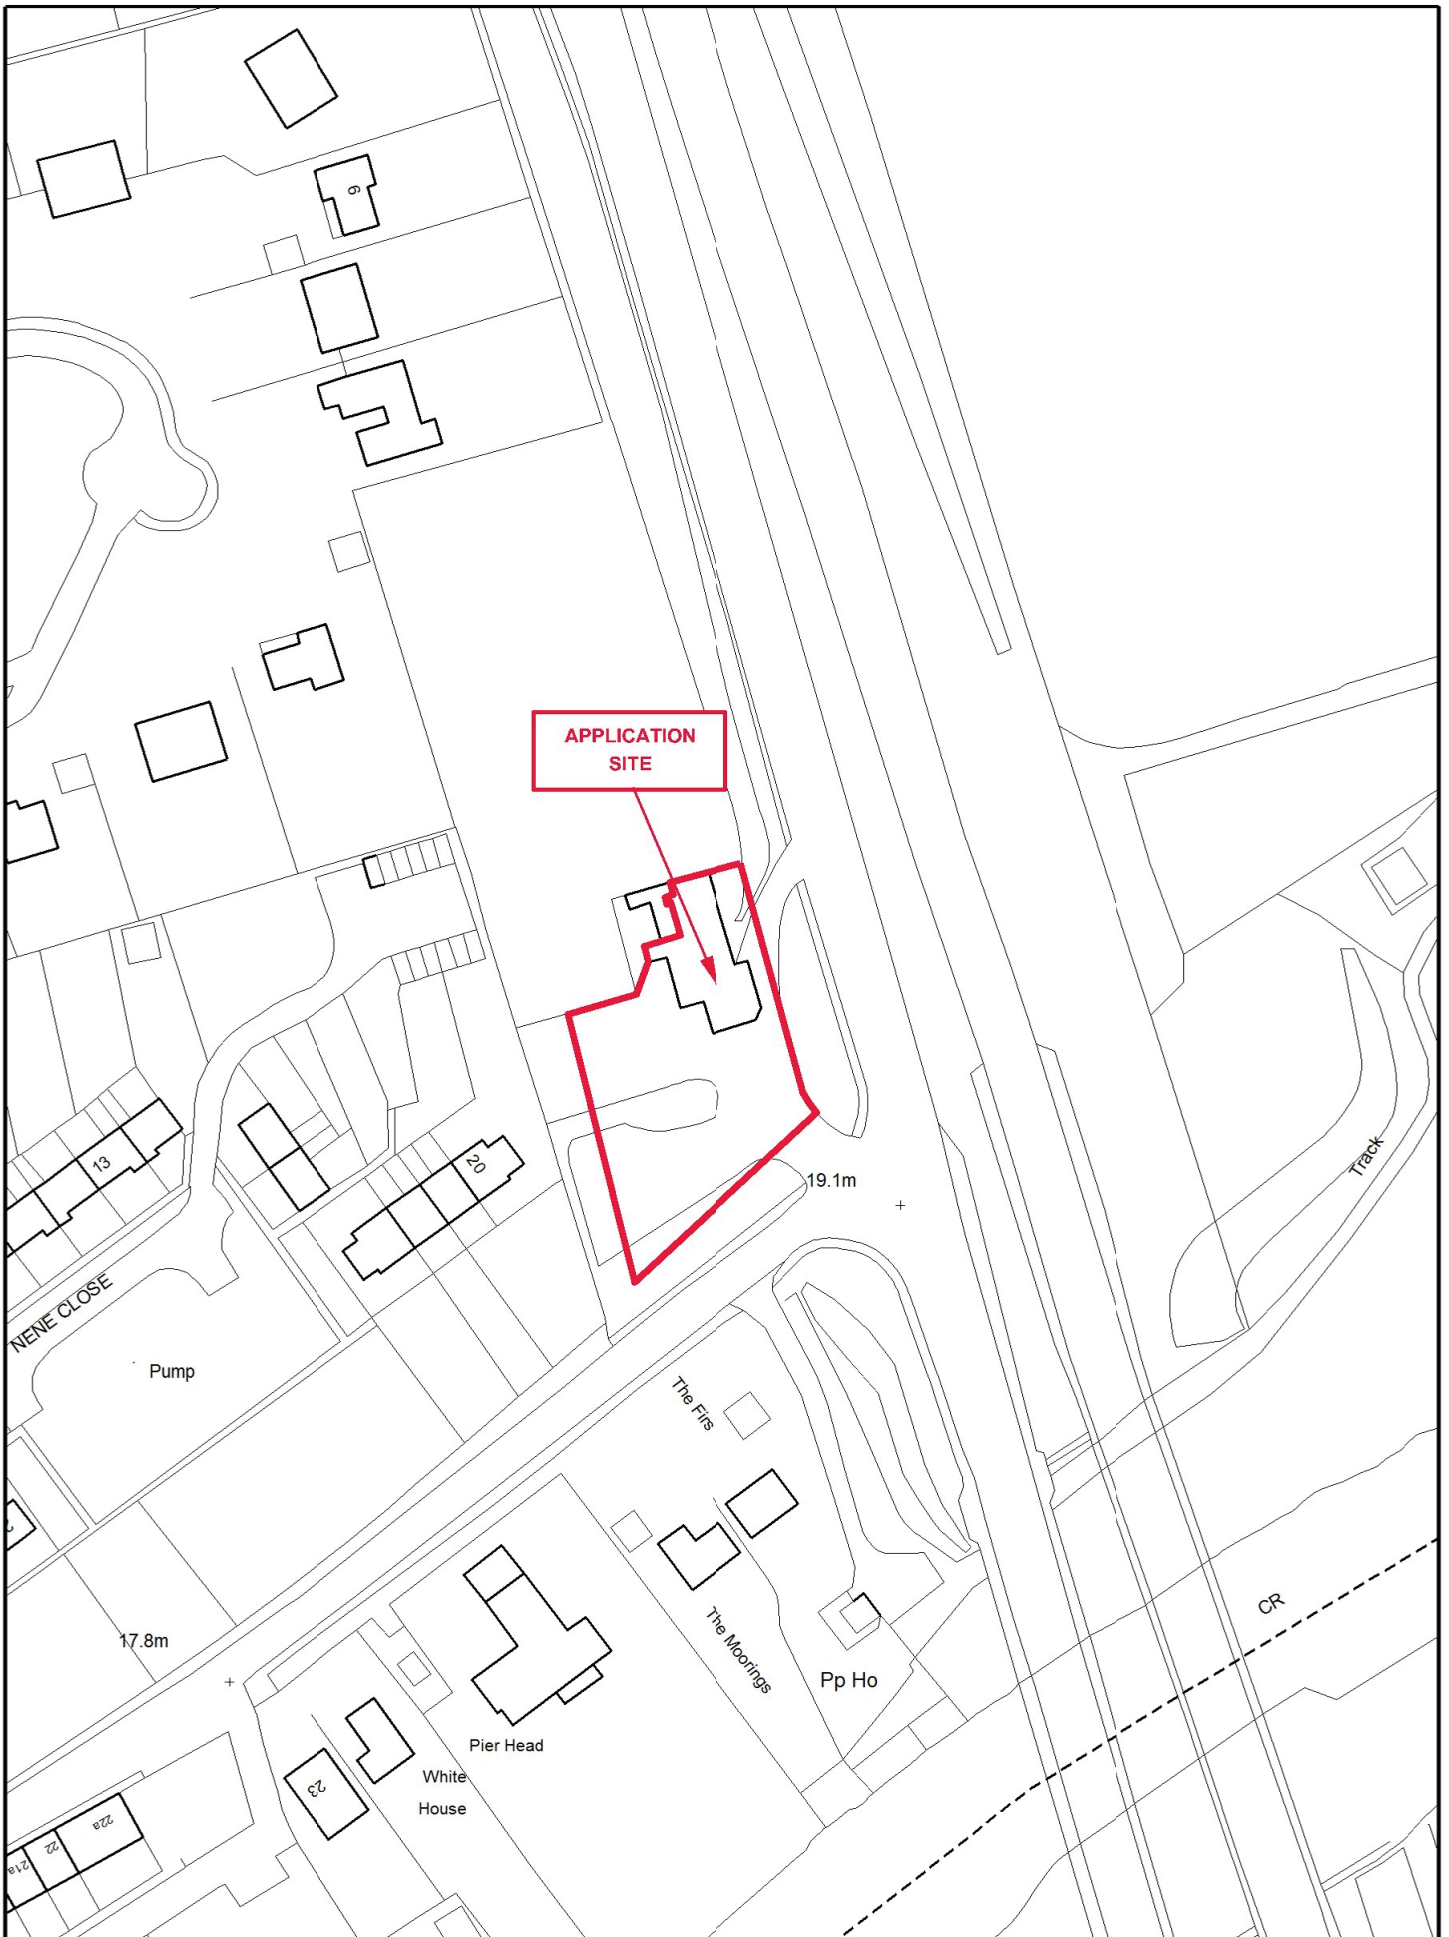 6
APPLICATION
SITE
13
20
19.1m
Track
NENE CLOSE
Pump
The Firs
17.8m
The Moorings
CR
Pp Ho
Pier Head
White
House
23
22a
22
21a